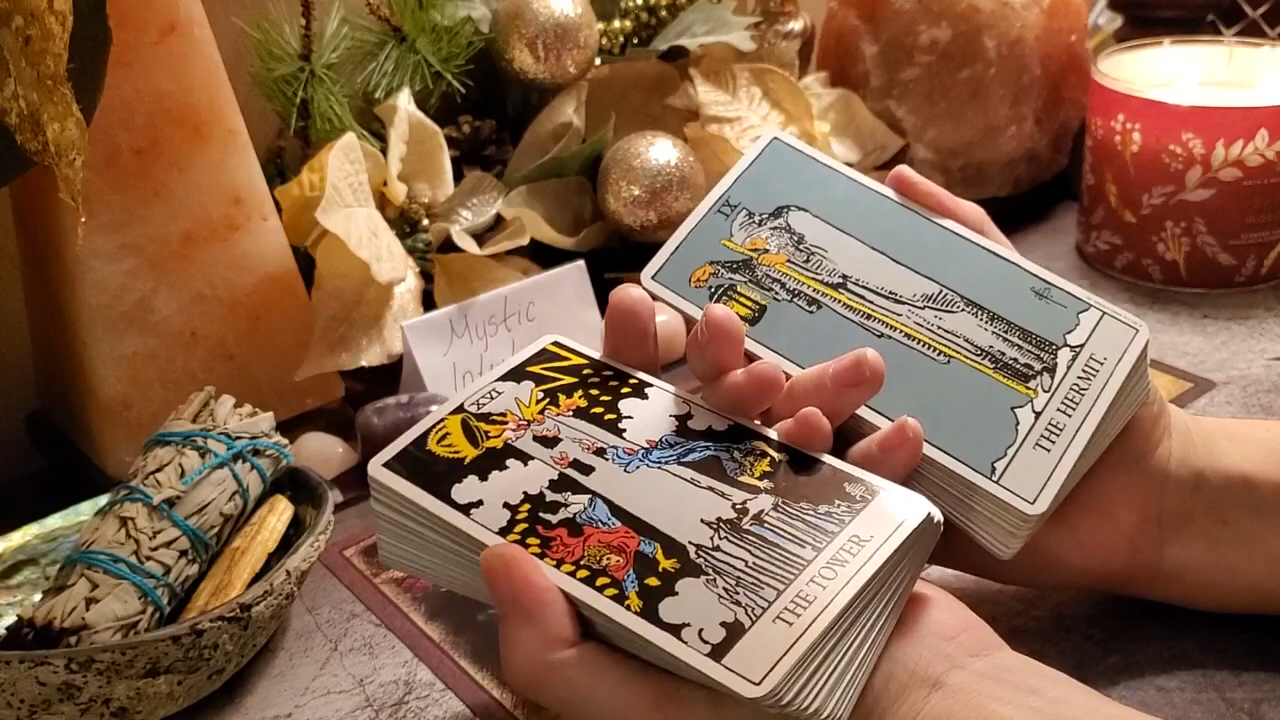 IX
THE HERMIT.
Mystic
XVI
THE TOWER.